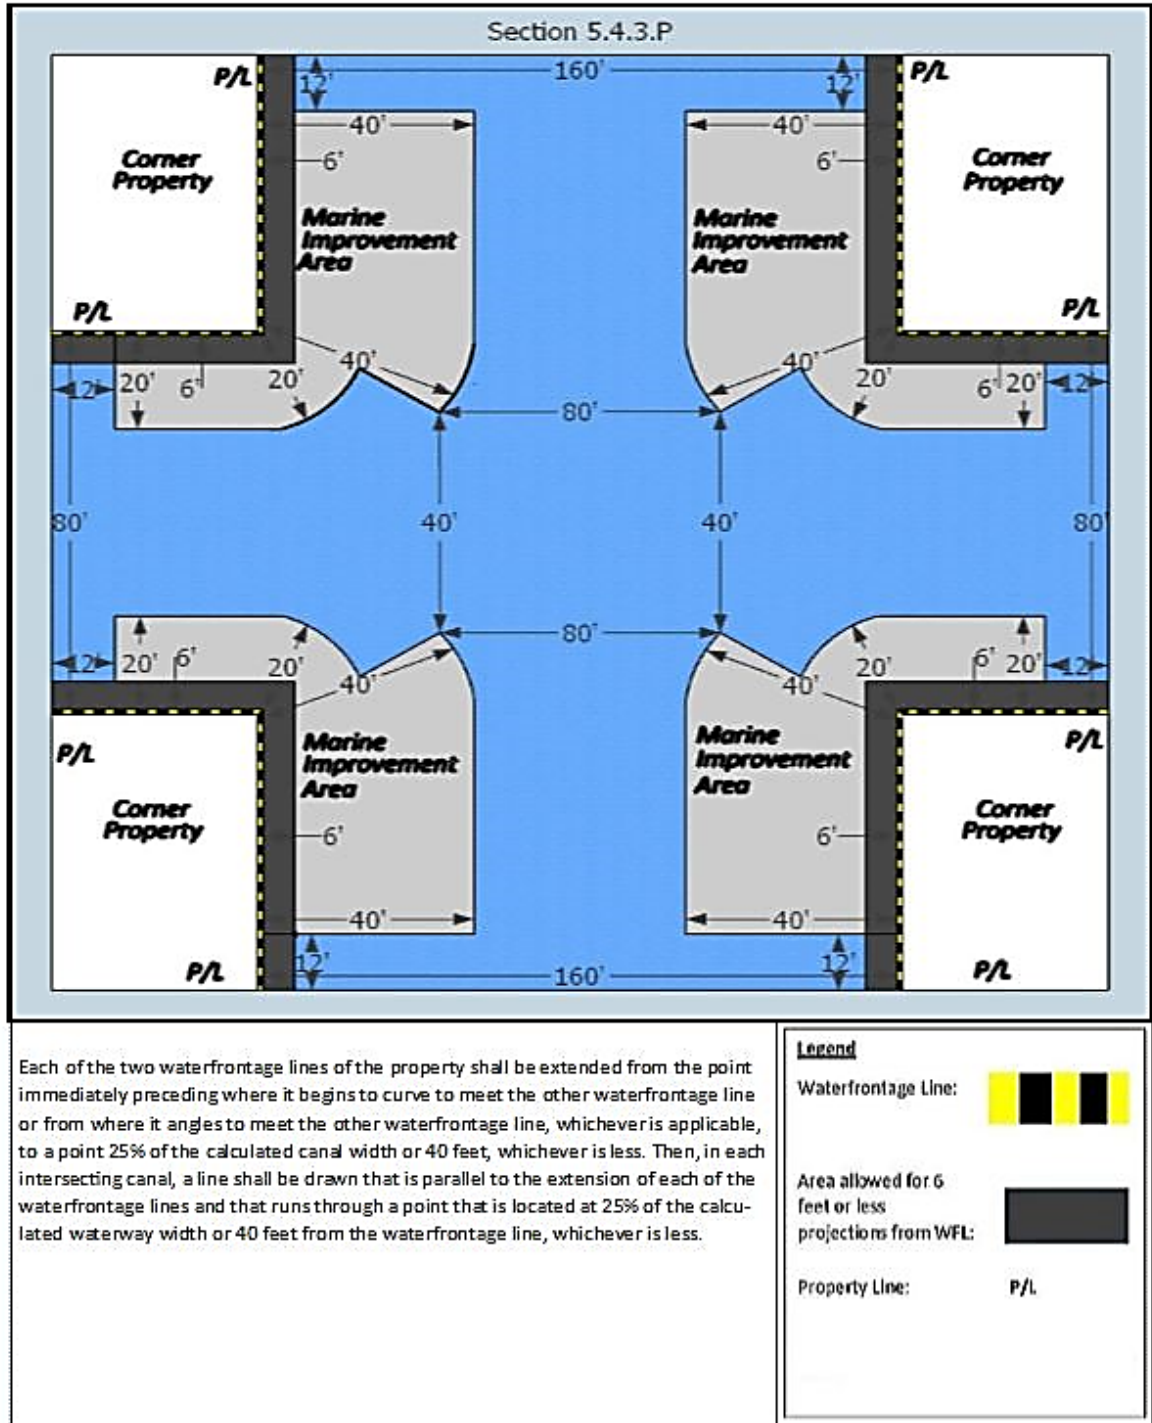 Section 5.4.3.P
P/L 12' 160' 12' P/L
40' 40'
Corner
Property
6' 6'
Corner
Property
Marine
Improvement
Area
Marine
Improvement
Area
P/L P/L
40' 40'
12' 20' 6' 20' 20' 6' 20' 12'
80'
80' 40' 40' 80'
80'
12' 20' 6' 20' 20' 6' 20' 12'
40' 40'
P/L P/L
Marine
Improvement
Area
Marine
Improvement
Area
Corner
Property
Corner
Property
6' 6'
40' 40'
P/L 12' 160' 12' P/L
Each of the two waterfrontage lines of the property shall be extended from the point
immediately preceding where it begins to curve to meet the other waterfrontage line
or from where it angles to meet the other waterfrontage line, whichever is applicable,
to a point 25% of the calculated canal width or 40 feet, whichever is less. Then, in each
intersecting canal, a line shall be drawn that is parallel to the extension of each of the
waterfrontage lines and that runs through a point that is located at 25% of the calcu-
lated waterway width or 40 feet from the waterfrontage line, whichever is less.
Legend
Waterfrontage Line:
Area allowed for 6
feet or less
projections from WFL:
Property Line: P/L